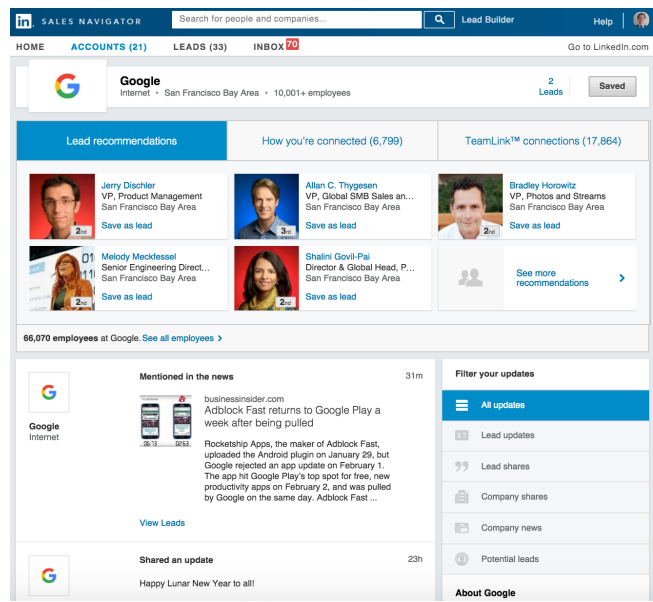 in. SALES NAVIGATOR
Search for people and companies...
Lead Builder
Help
HOME
ACCOUNTS (21)
LEADS (33)
INBOX 70
Go to LinkedIn.com
Google
Internet • San Francisco Bay Area • 10,001+ employees
2
Leads
Saved
Lead recommendations
How you're connected (6,799)
TeamLink™ connections (17,864)
Jerry Dischler
VP, Product Management
San Francisco Bay Area
Save as lead
2nd
Allan C. Thygesen
VP, Global SMB Sales an...
San Francisco Bay Area
Save as lead
3rd
Bradley Horowitz
VP, Photos and Streams
San Francisco Bay Area
Save as lead
2nd
Melody Meckfessel
Senior Engineering Direct...
San Francisco Bay Area
Save as lead
2nd
Shalini Govil-Pai
Director & Global Head, P...
San Francisco Bay Area
Save as lead
2nd
See more
recommendations
66,070 employees at Google. See all employees
Google
Internet
Mentioned in the news
31m
businessinsider.com
Adblock Fast returns to Google Play a
week after being pulled
Rocketship Apps, the maker of Adblock Fast,
uploaded the Android plugin on January 29, but
Google rejected an app update on February 1.
The app hit Google Play's top spot for free, new
productivity apps on February 2, and was pulled
by Google on the same day. Adblock Fast ...
View Leads
Shared an update
23h
Happy Lunar New Year to all!
Filter your updates
All updates
Lead updates
Lead shares
Company shares
Company news
Potential leads
About Google